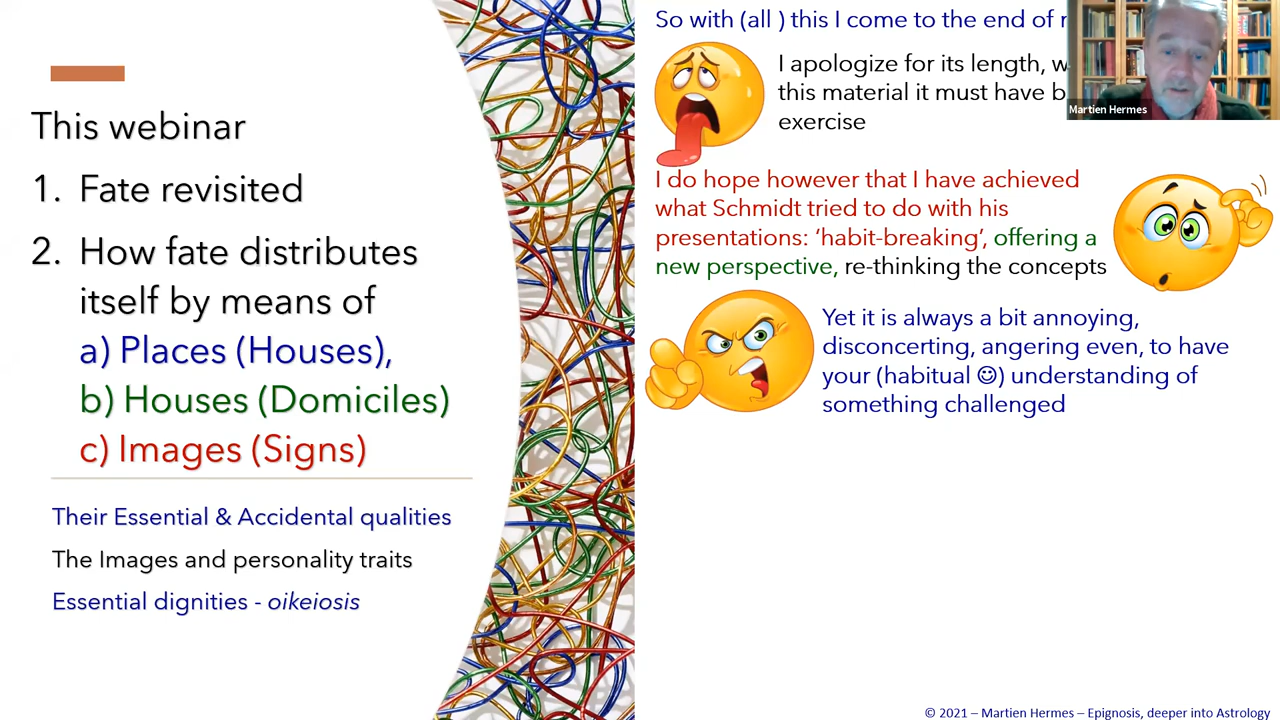 This webinar
1. Fate revisited
2. How fate distributes
itself by means of
a) Places (Houses),
b) Houses (Domiciles)
c) Images (Signs)
Their Essential & Accidental qualities
The Images and personality traits
Essential dignities - oikeiosis
So with (all ) this I come to the end of
I apologize for its length,
this material it must have
exercise
I do hope however that I have achieved
what Schmidt tried to do with his
presentations: ‘habit-breaking’, offering a
new perspective, re-thinking the concepts
Yet it is always a bit annoying,
disconcerting, angering even, to have
your (habitual ☺) understanding of
something challenged
Martien Hermes
© 2021 – Martien Hermes – Epignosis, deeper into Astrology